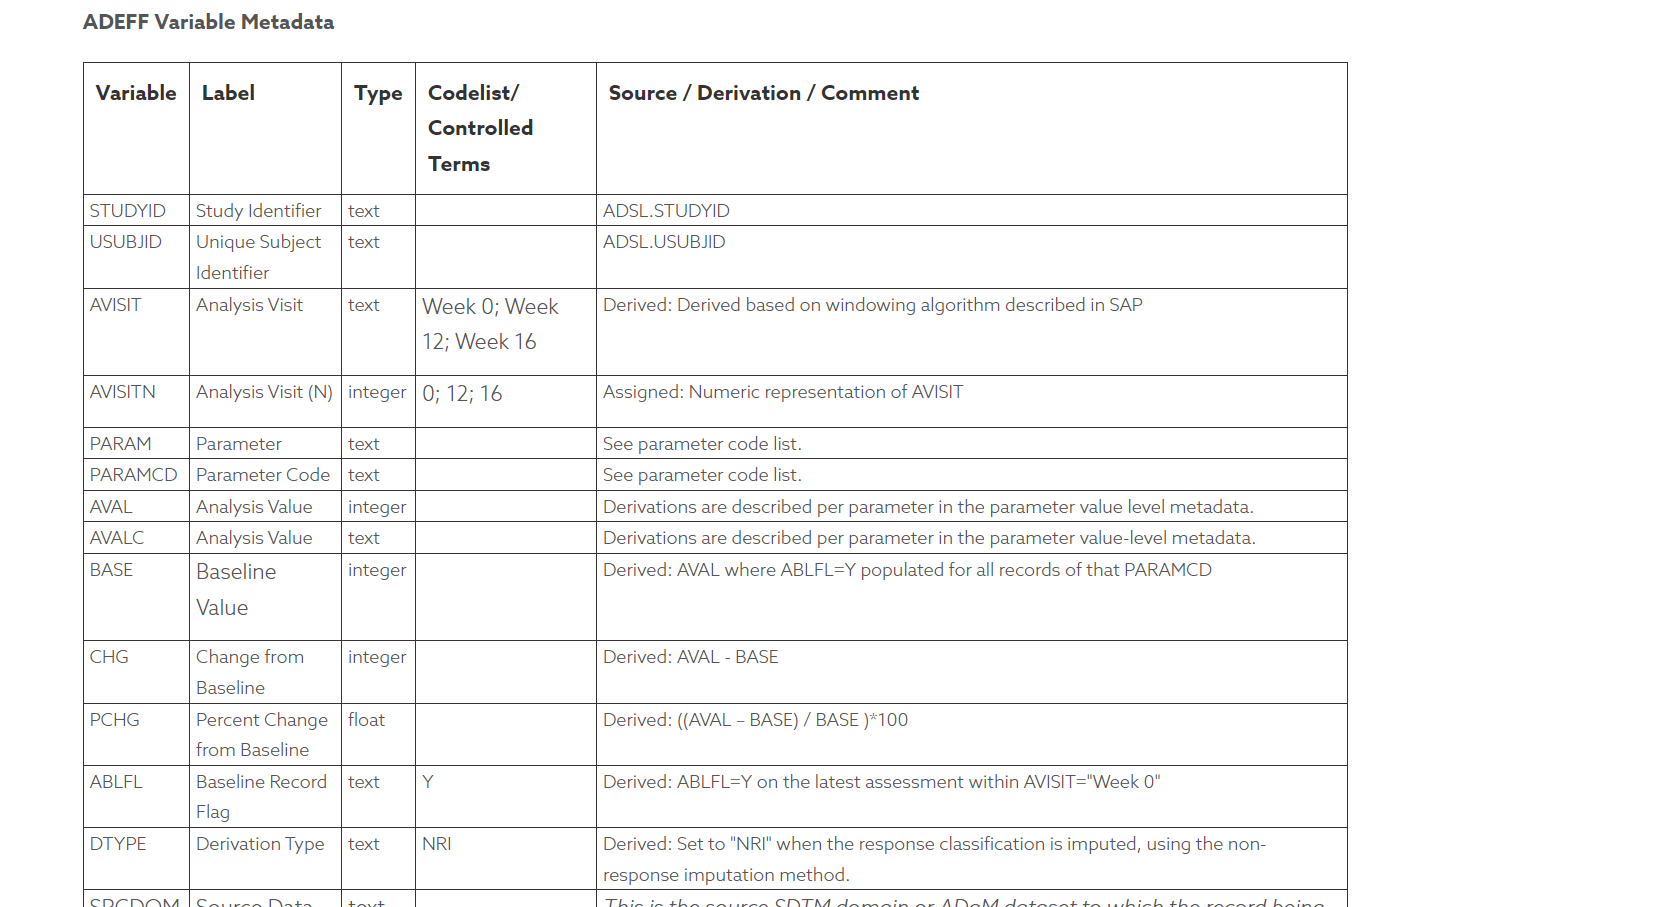 ADEFF Variable Metadata
Variable Label Type Codelist/ Source / Derivation / Comment
Controlled
Terms
STUDYID Study Identifier text ADSL.STUDYID
USUBJID Unique Subject text ADSL.USUBJID
Identifier
AVISIT Analysis Visit text Week 0; Week Derived: Derived based on windowing algorithm described in SAP
12; Week 16
AVISITN Analysis Visit (N) integer 0; 12; 16 Assigned: Numeric representation of AVISIT
PARAM Parameter text See parameter code list.
PARAMCD Parameter Code text See parameter code list.
AVAL Analysis Value integer Derivations are described per parameter in the parameter value level metadata.
AVALC Analysis Value text Derivations are described per parameter in the parameter value-level metadata.
BASE Baseline integer Derived: AVAL where ABLFL=Y populated for all records of that PARAMCD
Value
CHG Change from integer Derived: AVAL - BASE
Baseline
PCHG Percent Change float Derived: ((AVAL – BASE) / BASE )*100
from Baseline
ABLFL Baseline Record text Y Derived: ABLFL=Y on the latest assessment within AVISIT="Week 0"
Flag
DTYPE Derivation Type text NRI Derived: Set to "NRI" when the response classification is imputed, using the non-
response imputation method.
SRCDOM Source Data text This is the source SDTM domain or ADaM dataset to which the record being